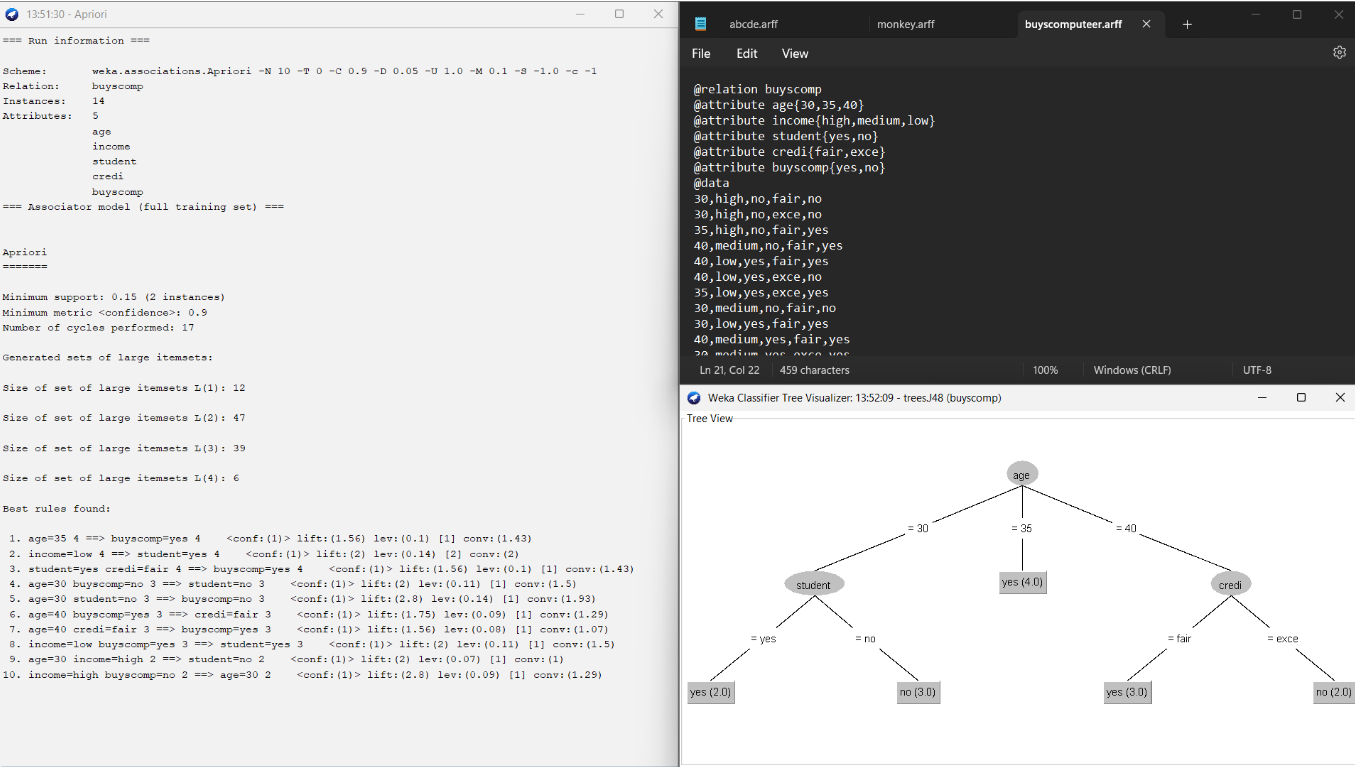 13:51:30 - Apriori
=== Run information ===
Scheme: weka.associations.Apriori -N 10 -T 0 -C 0.9 -D 0.05 -U 1.0 -M 0.1 -S -1.0 -c -1
Relation: buyscomp
Instances: 14
Attributes: 5
age
income
student
credi
buyscomp
=== Associator model (full training set) ===
Apriori
=======
Minimum support: 0.15 (2 instances)
Minimum metric <confidence>: 0.9
Number of cycles performed: 17
Generated sets of large itemsets:
Size of set of large itemsets L(1): 12
Size of set of large itemsets L(2): 47
Size of set of large itemsets L(3): 39
Size of set of large itemsets L(4): 6
Best rules found:
1. age=35 4 ==> buyscomp=yes 4 <conf:(1)> lift:(1.56) lev:(0.1) [1] conv:(1.43)
2. income=low 4 ==> student=yes 4 <conf:(1)> lift:(2) lev:(0.14) [2] conv:(2)
3. student=yes credi=fair 4 ==> buyscomp=yes 4 <conf:(1)> lift:(1.56) lev:(0.1) [1] conv:(1.43)
4. age=30 buyscomp=no 3 ==> student=no 3 <conf:(1)> lift:(2) lev:(0.11) [1] conv:(1.5)
5. age=30 student=no 3 ==> buyscomp=no 3 <conf:(1)> lift:(2.8) lev:(0.14) [1] conv:(1.93)
6. age=40 buyscomp=yes 3 ==> credi=fair 3 <conf:(1)> lift:(1.75) lev:(0.09) [1] conv:(1.29)
7. age=40 credi=fair 3 ==> buyscomp=yes 3 <conf:(1)> lift:(1.56) lev:(0.08) [1] conv:(1.07)
8. income=low buyscomp=yes 3 ==> student=yes 3 <conf:(1)> lift:(2) lev:(0.11) [1] conv:(1.5)
9. age=30 income=high 2 ==> student=no 2 <conf:(1)> lift:(2) lev:(0.07) [1] conv:(1)
10. income=high buyscomp=no 2 ==> age=30 2 <conf:(1)> lift:(2.8) lev:(0.09) [1] conv:(1.29)
abcde.arff monkey.arff buyscomputeer.arff
File Edit View
@relation buyscomp
@attribute age{30,35,40}
@attribute income{high,medium,low}
@attribute student{yes,no}
@attribute credi{fair,exce}
@attribute buyscomp{yes,no}
@data
30,high,no,fair,no
30,high,no,exce,no
35,high,no,fair,yes
40,medium,no,fair,yes
40,low,yes,fair,yes
40,low,yes,exce,no
35,low,yes,exce,yes
30,medium,no,fair,no
30,low,yes,fair,yes
40,medium,yes,fair,yes
30,medium,yes,exce,yes
Ln 21, Col 22 459 characters 100% Windows (CRLF) UTF-8
Weka Classifier Tree Visualizer: 13:52:09 - trees.J48 (buyscomp)
Tree View
age
= 30 = 35 = 40
student yes (4.0) credi
= yes = no = fair = exce
yes (2.0) no (3.0) yes (3.0) no (2.0)